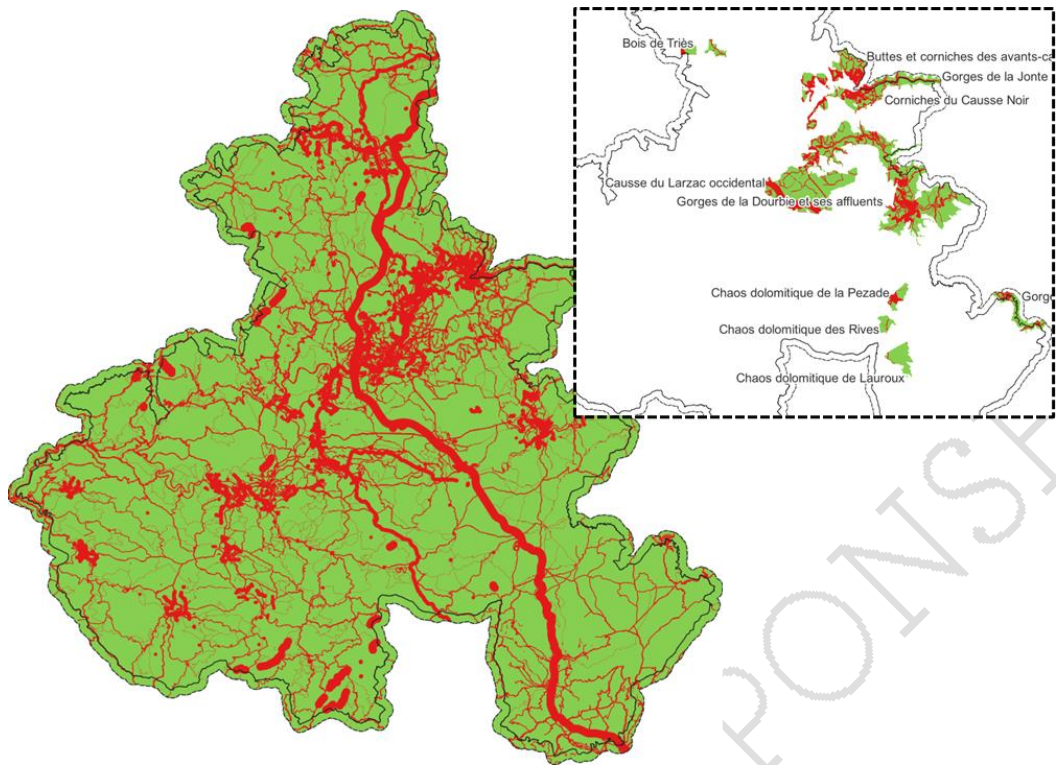 Bois de Triès
Buttes et corniches des avants-ca
Gorges de la Jonte
Corniches du Causse Noir
Causse du Larzac occidental
Gorges de la Dourbie et ses affluents
Chaos dolomitique de la Pezade
Gorg
Chaos dolomitique des Rives
Chaos dolomitique de Lauroux
PONSE